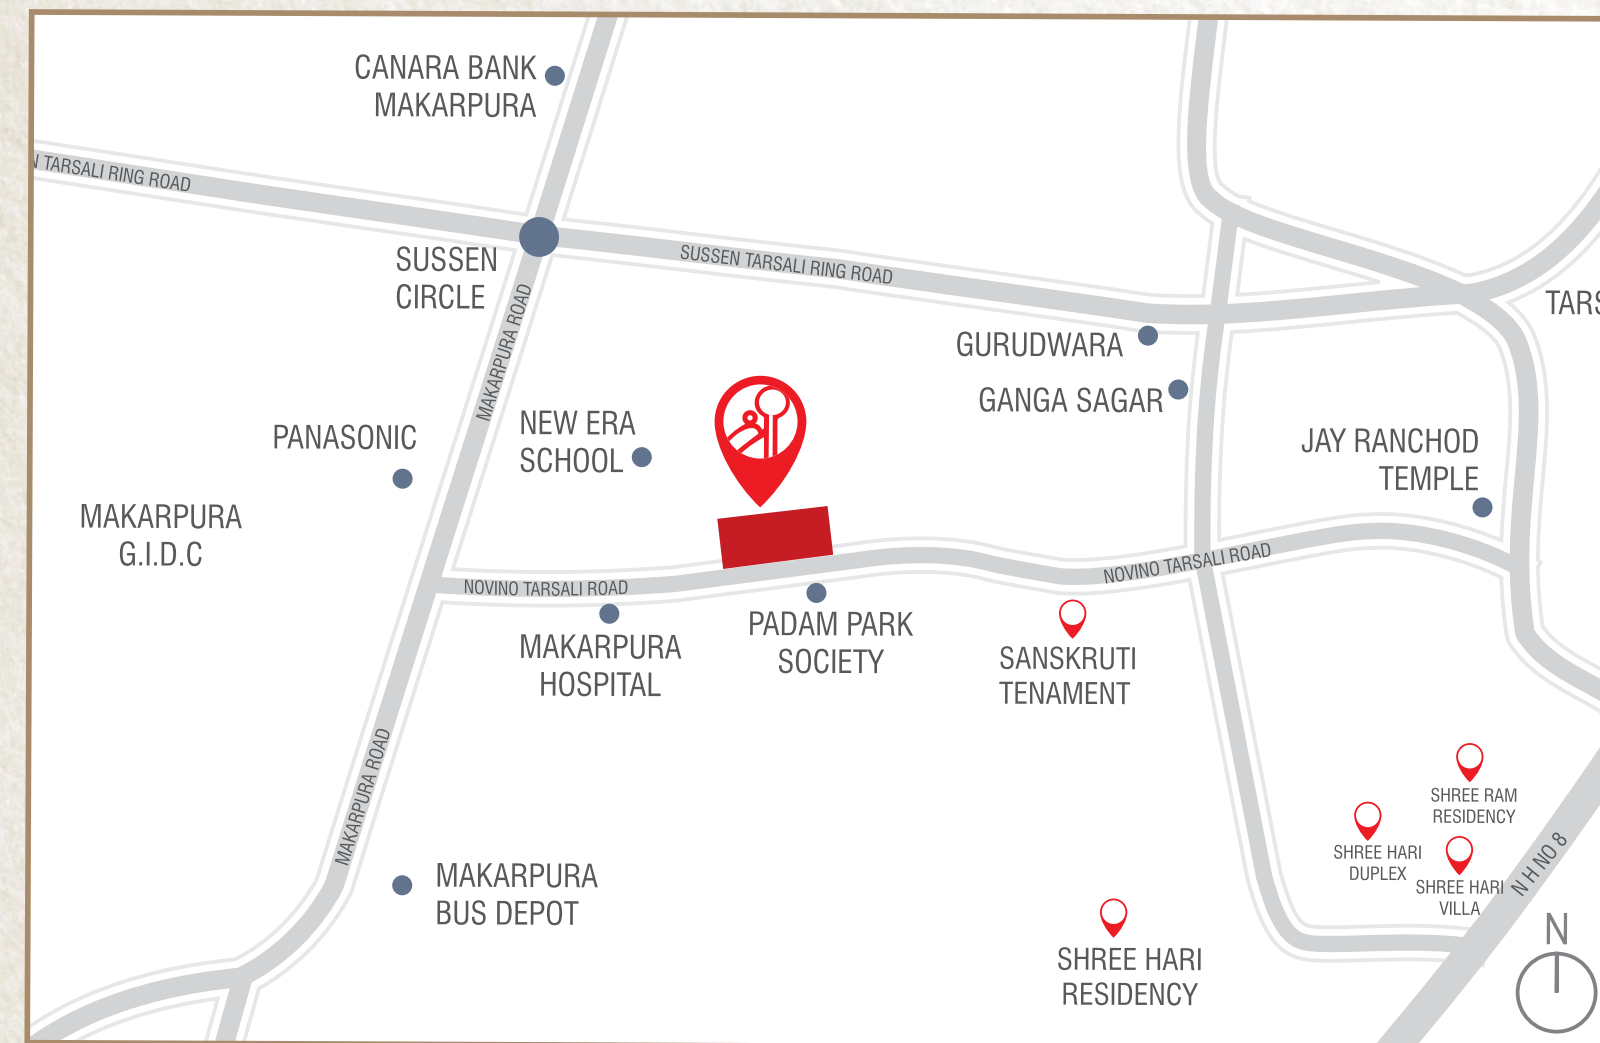 CANARA BANK
MAKARPURA
N TARSALI RING ROAD
SUSSEN
CIRCLE
SUSSEN TARSALI RING ROAD
MAKARPURA ROAD
GURUDWARA
GANGA SAGAR
TARS
PANASONIC
NEW ERA
SCHOOL
JAY RANCHOD
TEMPLE
MAKARPURA
G.I.D.C
NOVINO TARSALI ROAD
NOVINO TARSALI ROAD
MAKARPURA
HOSPITAL
PADAM PARK
SOCIETY
SANSKRUTI
TENAMENT
MAKARPURA ROAD
SHREE RAM
RESIDENCY
SHREE HARI
DUPLEX
SHREE HARI
VILLA
N H NO 8
MAKARPURA
BUS DEPOT
SHREE HARI
RESIDENCY
N